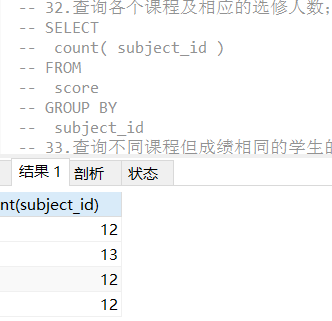 -- 32.查询各个课程及相应的选修人数;
-- SELECT
-- count( subject_id )
-- FROM
-- score
-- GROUP BY
-- subject_id
-- 33.查询不同课程但成绩相同的学生的
结果 1 剖析 状态
nt(subject_id)
12
13
12
12